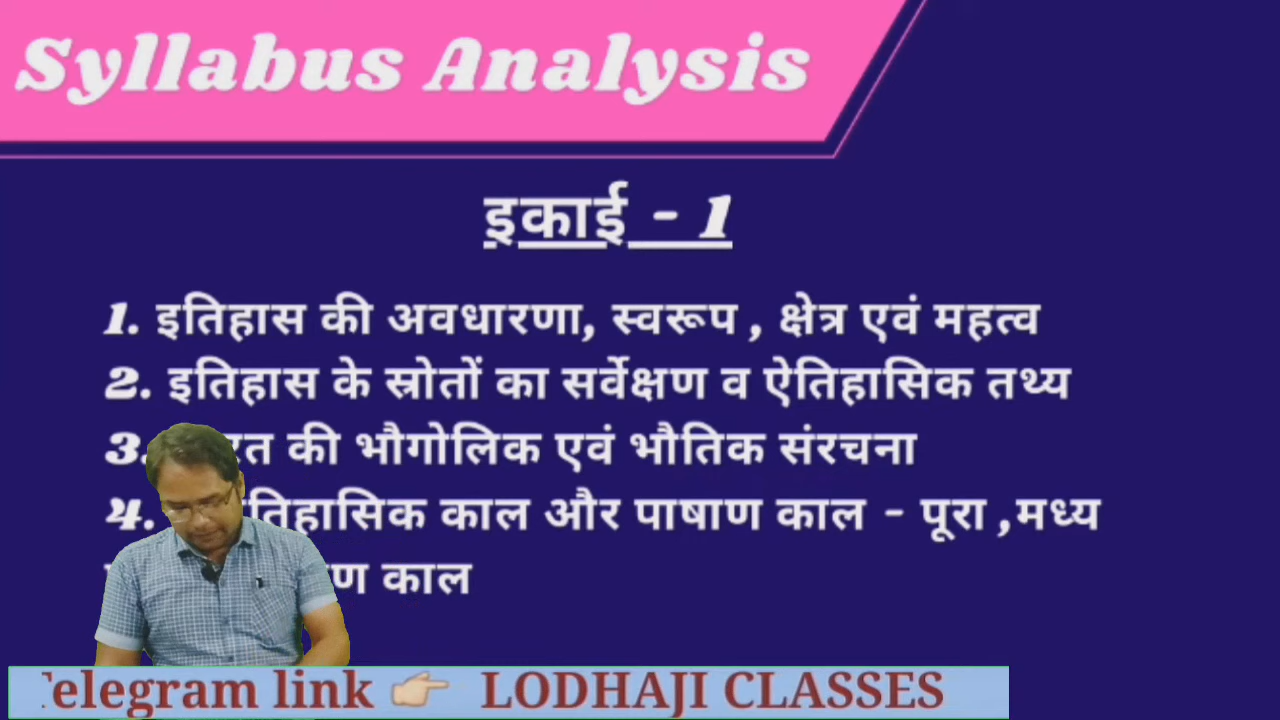 Syllabus Analysis
इकाई - 1
1. इतिहास की अवधारणा, स्वरूप , क्षेत्र एवं महत्व
2. इतिहास के स्रोतों का सर्वेक्षण व ऐतिहासिक तथ्य
3. की भौगोलिक एवं भौतिक संरचना
4. काल और पाषाण काल - पूरा ,मध्य
काल
elegram link 👉 LODHAJI CLASSES